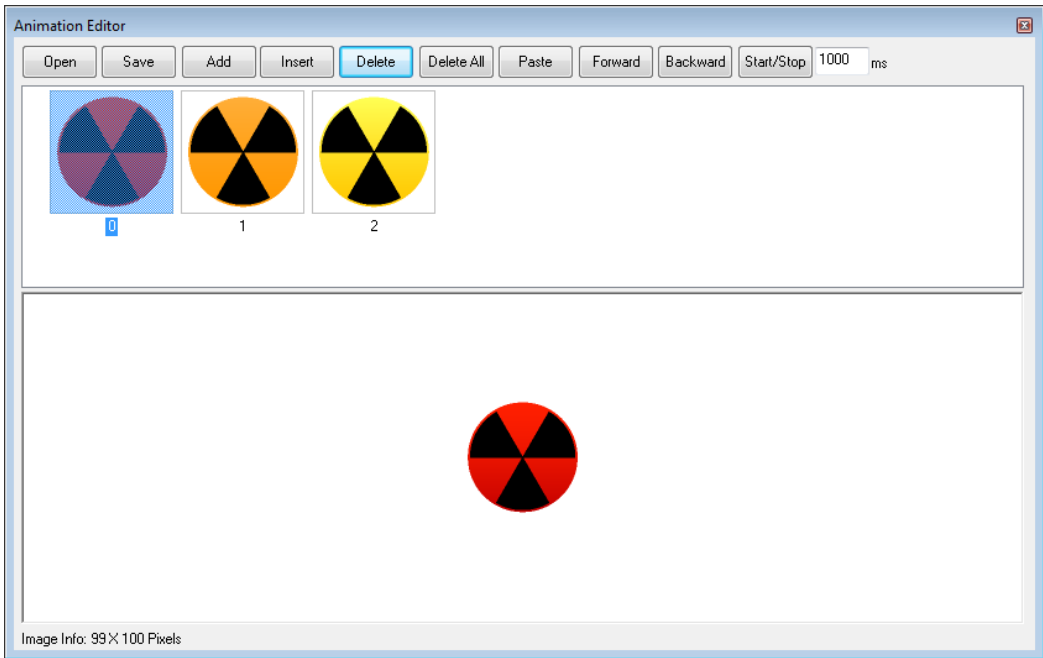 Animation Editor
Open Save Add Insert Delete Delete All Paste Forward Backward Start/Stop 1000 ms
0 1 2
Image Info: 99 X 100 Pixels